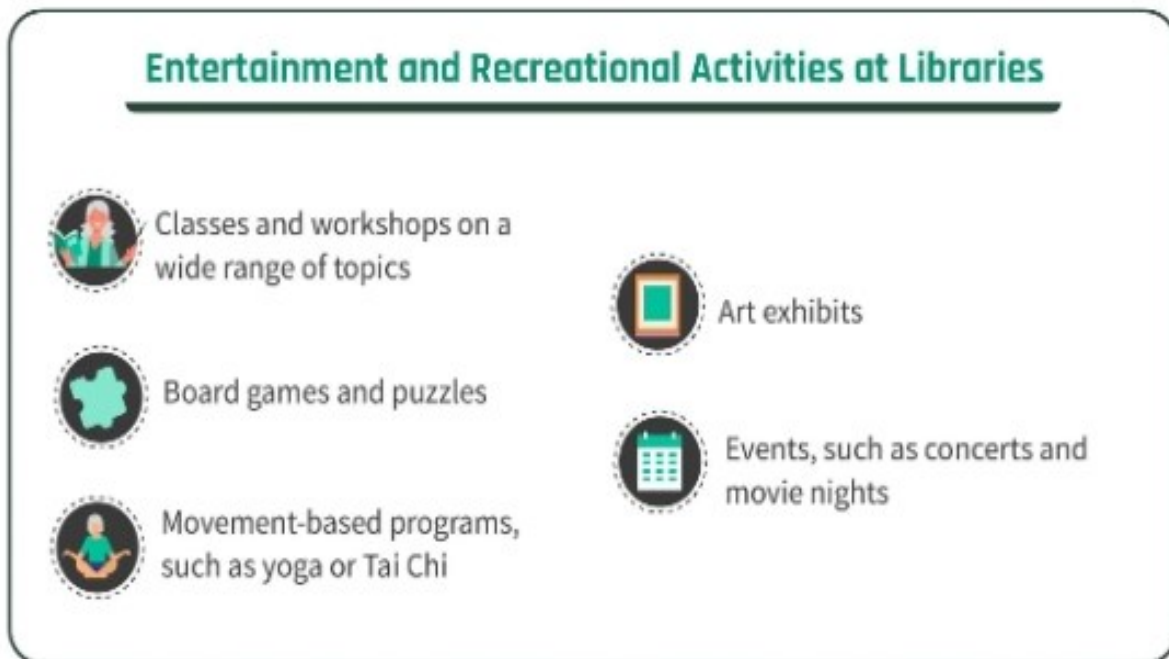 Entertainment and Recreational Activities at Libraries
Classes and workshops on a
wide range of topics
Board games and puzzles
Movement-based programs,
such as yoga or Tai Chi
Art exhibits
Events, such as concerts and
movie nights